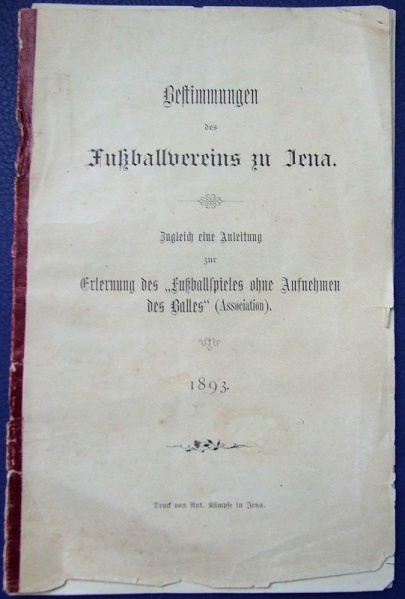 Bestimmungen
des
Fußballvereins zu Jena.
Zugleich eine Anleitung
zur
Erlernung des „Fußballspieles ohne Aufnehmen
des Balles“ (Association).
1893.
Druck von Ant. Kämpfe in Jena.